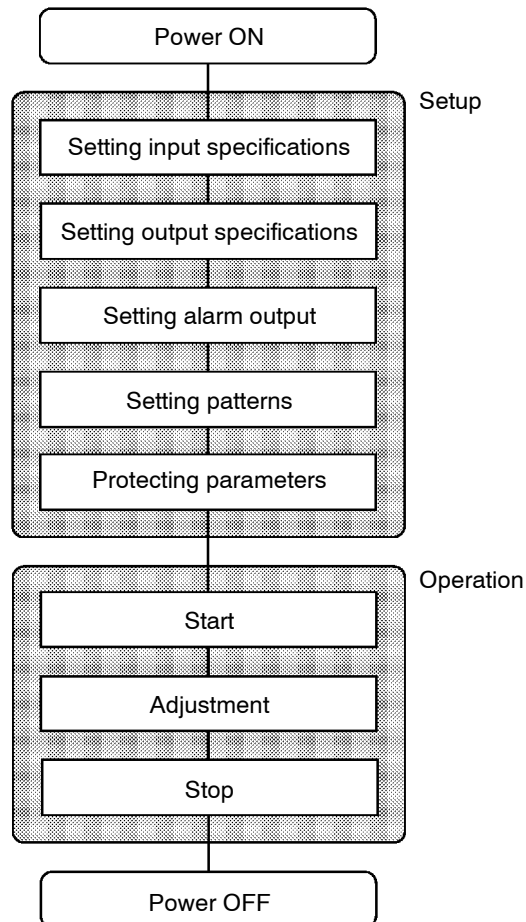 Power ON
Setup
Setting input specifications
Setting output specifications
Setting alarm output
Setting patterns
Protecting parameters
Operation
Start
Adjustment
Stop
Power OFF